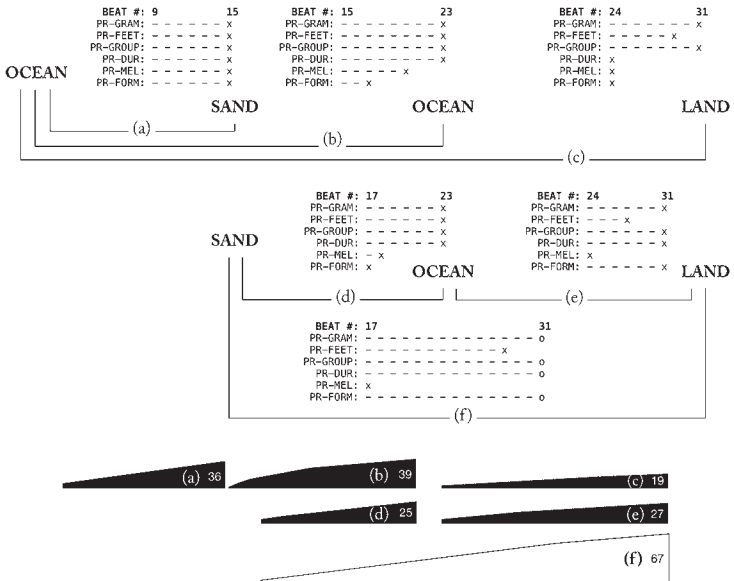 BEAT #: 9 15
PR-GRAM: - - - - - - x
PR-FEET: - - - - - - x
PR-GROUP: - - - - - - x
PR-DUR: - - - - - - x
PR-MEL: - - - - - - x
PR-FORM: - - - - - - x
BEAT #: 15 23
PR-GRAM: - - - - - - - - x
PR-FEET: - - - - - - - - x
PR-GROUP: - - - - - - - - x
PR-DUR: - - - - - - - - x
PR-MEL: - - - - - x
PR-FORM: - - x
BEAT #: 24 31
PR-GRAM: - - - - - - - x
PR-FEET: - - - - - x
PR-GROUP: - - - - - - - x
PR-DUR: x
PR-MEL: x
PR-FORM: x
OCEAN
SAND
OCEAN
LAND
(a)
(b)
(c)
BEAT #: 17 23
PR-GRAM: - - - - - - x
PR-FEET: - - - - - - x
PR-GROUP: - - - - - - x
PR-DUR: - - - - - - x
PR-MEL: - x
PR-FORM: x
BEAT #: 24 31
PR-GRAM: - - - - - - x
PR-FEET: - - - x
PR-GROUP: - - - - - - x
PR-DUR: - - - - - - x
PR-MEL: x
PR-FORM: - - - - - - x
SAND
OCEAN
LAND
(d)
(e)
BEAT #: 17 31
PR-GRAM: - - - - - - - - - - - - - - o
PR-FEET: - - - - - - - - - - - x
PR-GROUP: - - - - - - - - - - - - - - o
PR-DUR: - - - - - - - - - - - - - - o
PR-MEL: x
PR-FORM: - - - - - - - - - - - - - - o
(f)
(a) 36
(b) 39
(c) 19
(d) 25
(e) 27
(f) 67